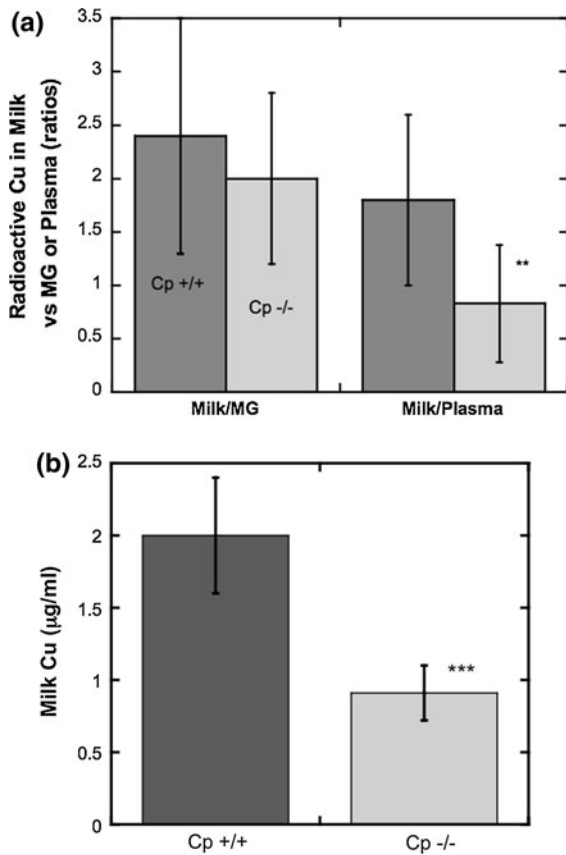 (a)
Radioactive Cu in Milk
vs MG or Plasma (ratios)
3.5
3
2.5
2
1.5
1
0.5
0
Cp +/+
Cp -/-
**
Milk/MG
Milk/Plasma
(b)
Milk Cu (µg/ml)
2.5
2
1.5
1
0.5
0
***
Cp +/+
Cp -/-